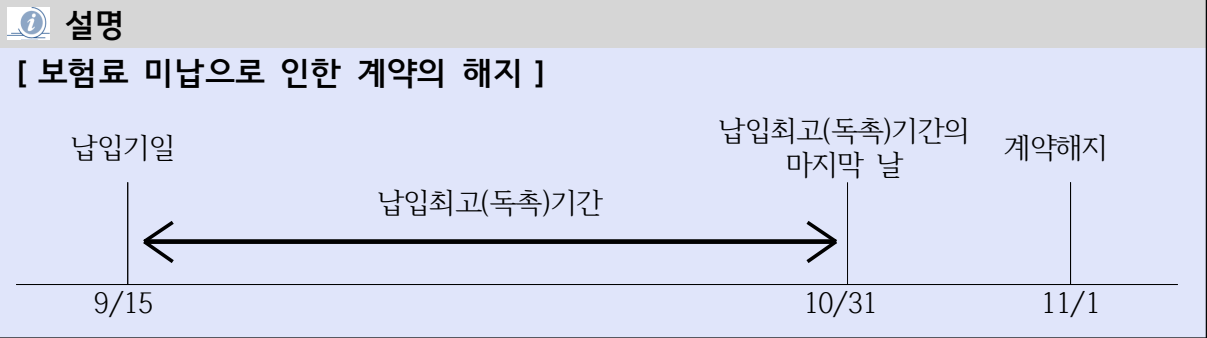 설명
[ 보험료 미납으로 인한 계약의 해지 ]
납입기일
납입최고(독촉)기간의
마지막 날
계약해지
납입최고(독촉)기간
9/15
10/31
11/1